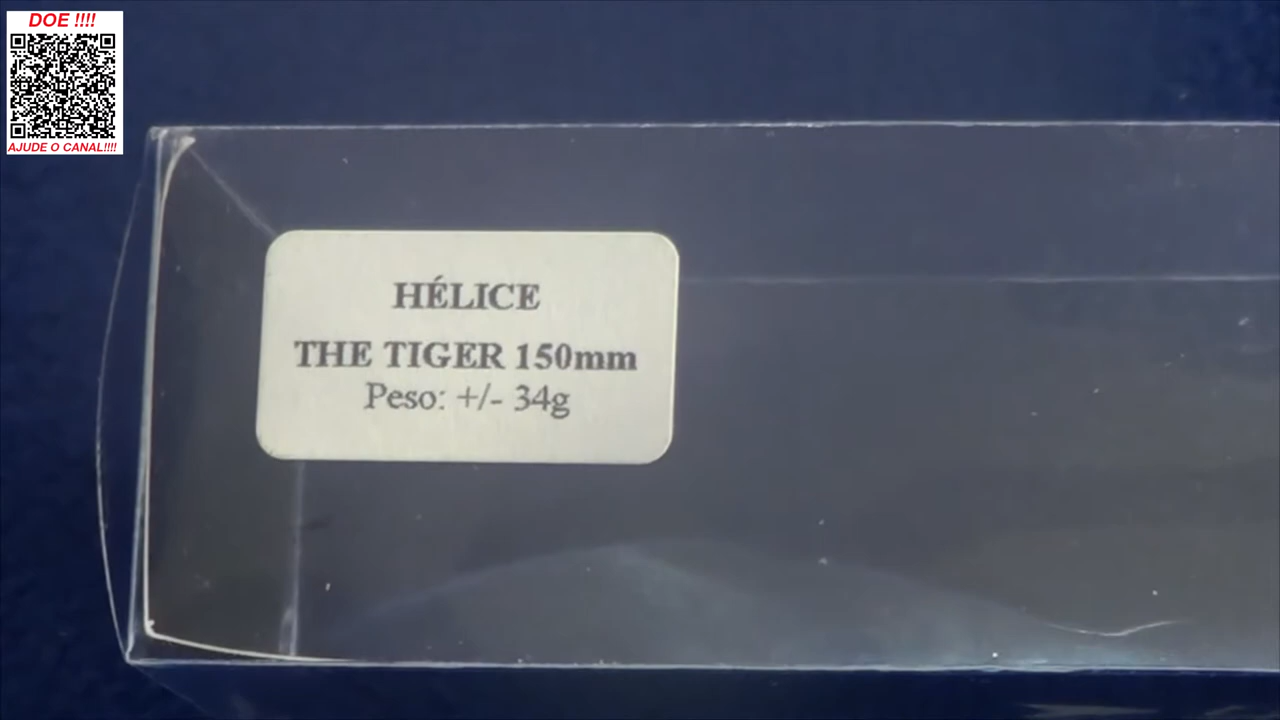 DOE !!!!
AJUDE O CANAL!!!!
HÉLICE
THE TIGER 150mm
Peso: +/- 34g